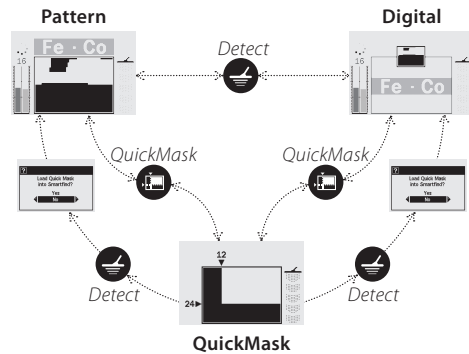 Pattern
Digital
Detect
Fe · Co
16
Fe · Co
16
QuickMask
QuickMask
?
Load Quick Mask
into Smartfind?
Yes
No
?
Load Quick Mask
into Smartfind?
Yes
No
12
24
Detect
Detect
QuickMask